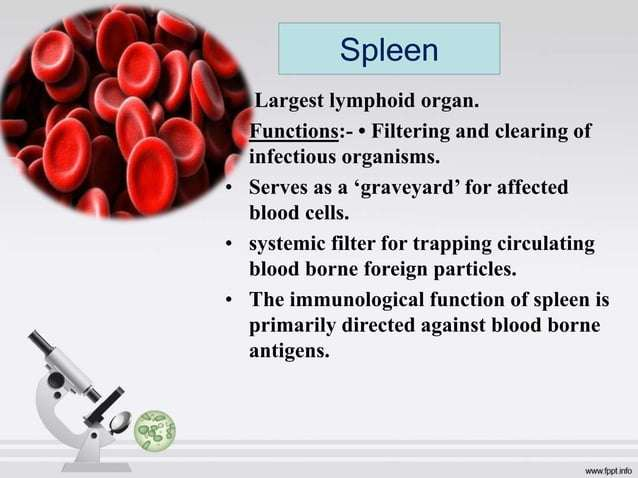 Spleen
Largest lymphoid organ.
Functions:- • Filtering and clearing of
infectious organisms.
• Serves as a ‘graveyard’ for affected
blood cells.
• systemic filter for trapping circulating
blood borne foreign particles.
• The immunological function of spleen is
primarily directed against blood borne
antigens.
www.fppt.info